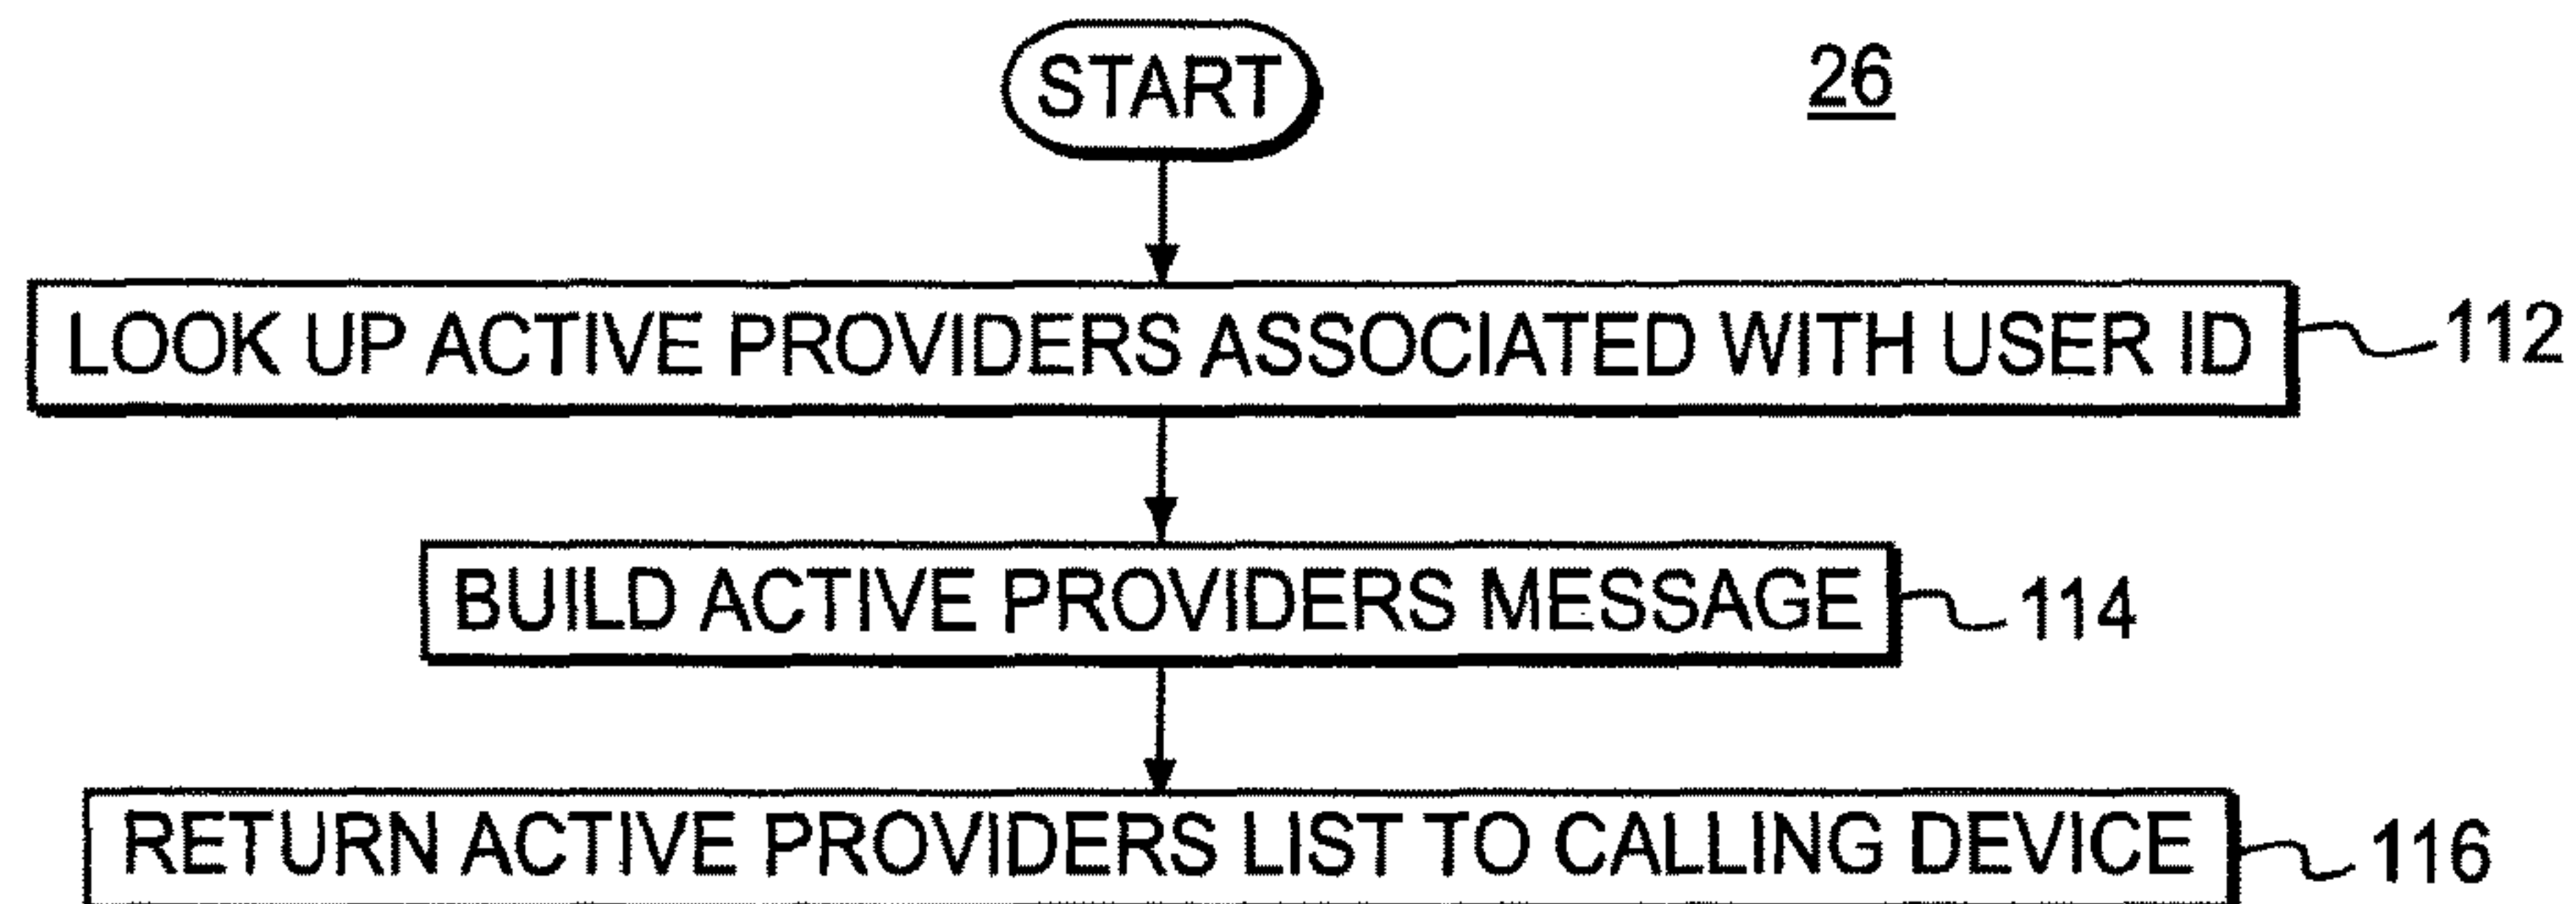 START
26
LOOK UP ACTIVE PROVIDERS ASSOCIATED WITH USER ID
112
BUILD ACTIVE PROVIDERS MESSAGE
114
RETURN ACTIVE PROVIDERS LIST TO CALLING DEVICE
116